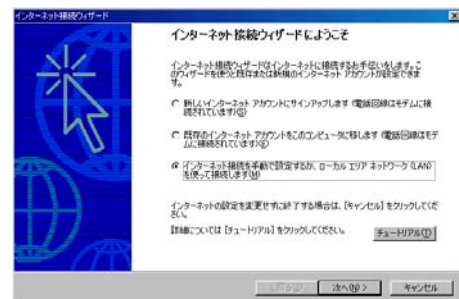 インターネット接続ウィザード
インターネット接続ウィザードにようこそ
インターネット接続ウィザードはインターネットに接続するお手伝いをします。こ
のウィザードを使うと既存または新規のインターネット アカウントが設定できま
す。
新しいインターネット アカウントにサインアップします (電話回線はモデムに接
続されています)(S)
既存のインターネット アカウントをこのコンピュータに移します (電話回線はモデ
ムに接続されています)(E)
インターネット接続を手動で設定するか、ローカル エリア ネットワーク (LAN)
を使って接続します(M)
インターネットの設定を変更せずに終了する場合は、[キャンセル] をクリックしてくだ
さい。
詳細については [チュートリアル] をクリックしてください。
チュートリアル(T)
< 戻る(B)
次へ(N) >
キャンセル